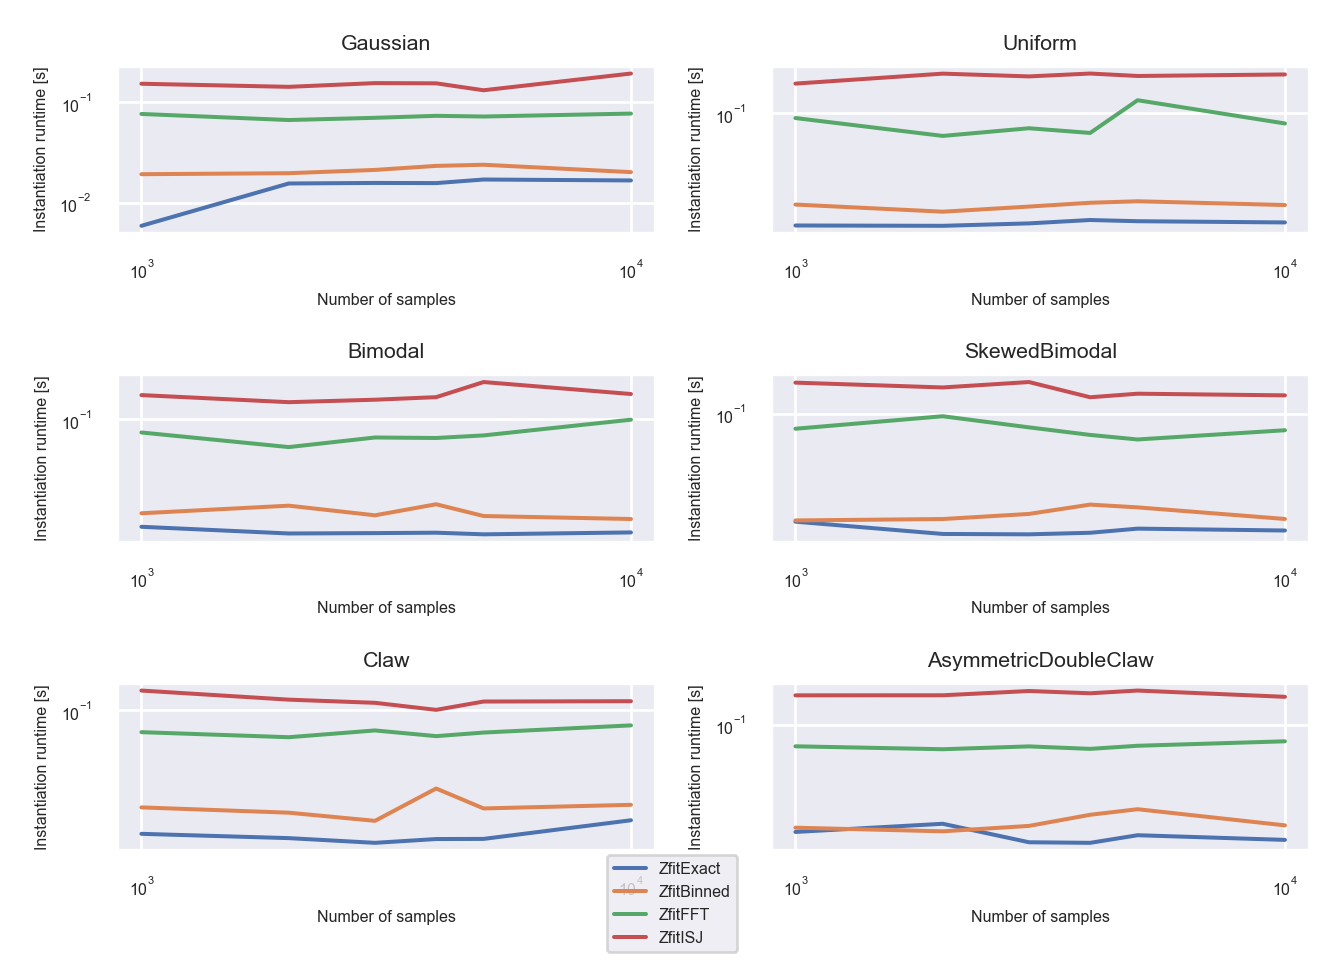 Gaussian
Instantiation runtime [s]
10⁻¹
10⁻²
10³
10⁴
Number of samples
Uniform
Instantiation runtime [s]
10⁻¹
10³
10⁴
Number of samples
Bimodal
Instantiation runtime [s]
10⁻¹
10³
10⁴
Number of samples
SkewedBimodal
Instantiation runtime [s]
10⁻¹
10³
10⁴
Number of samples
Claw
Instantiation runtime [s]
10⁻¹
10³
10⁴
Number of samples
AsymmetricDoubleClaw
Instantiation runtime [s]
10⁻¹
10³
10⁴
Number of samples
ZfitExact
ZfitBinned
ZfitFFT
ZfitISJ